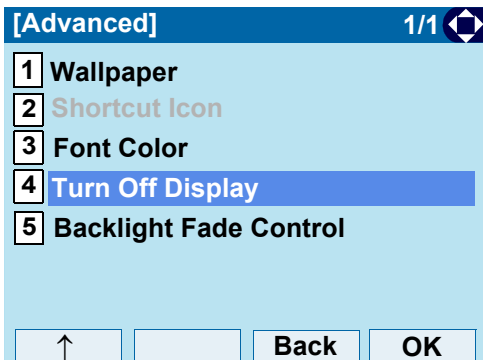 [Advanced] 1/1
1 Wallpaper
2 Shortcut Icon
3 Font Color
4 Turn Off Display
5 Backlight Fade Control
↑ Back OK